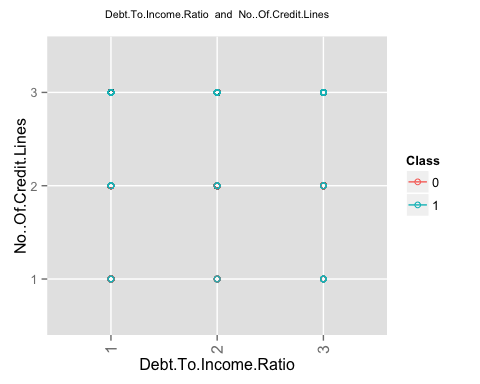 Debt.To.Income.Ratio and No..Of.Credit.Lines
No..Of.Credit.Lines
3
2
1
1
2
3
Debt.To.Income.Ratio
Class
0
1